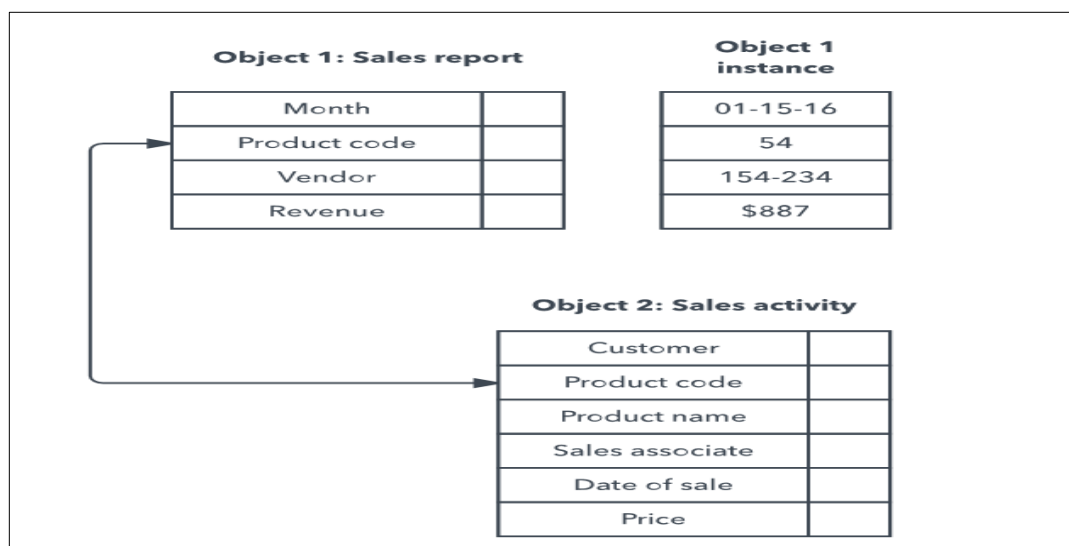 Object 1: Sales report
Month
Product code
Vendor
Revenue
Object 1
instance
01-15-16
54
154-234
$887
Object 2: Sales activity
Customer
Product code
Product name
Sales associate
Date of sale
Price